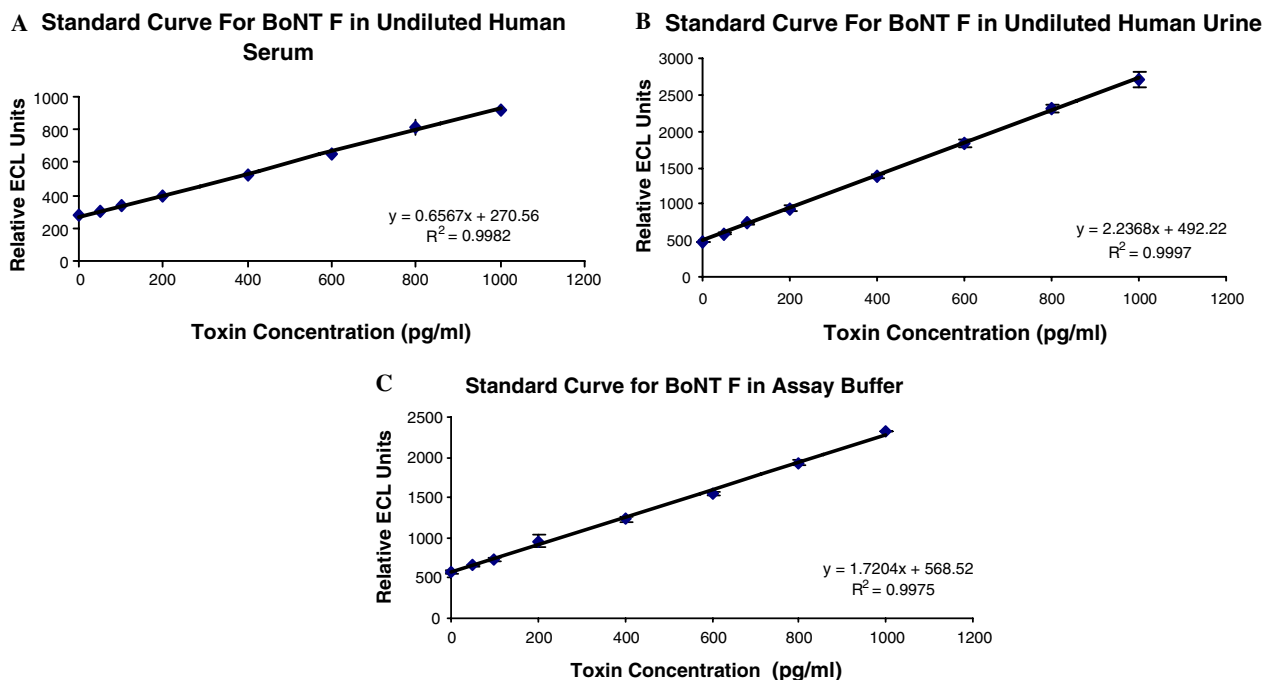 A Standard Curve For BoNT F in Undiluted Human
Serum
Relative ECL Units
1000
800
600
400
200
0
y = 0.6567x + 270.56
R² = 0.9982
0 200 400 600 800 1000 1200
Toxin Concentration (pg/ml)
B Standard Curve For BoNT F in Undiluted Human Urine
Relative ECL Units
3000
2500
2000
1500
1000
500
0
y = 2.2368x + 492.22
R² = 0.9997
0 200 400 600 800 1000 1200
Toxin Concentration (pg/ml)
C Standard Curve for BoNT F in Assay Buffer
Relative ECL Units
2500
2000
1500
1000
500
0
y = 1.7204x + 568.52
R² = 0.9975
0 200 400 600 800 1000 1200
Toxin Concentration (pg/ml)